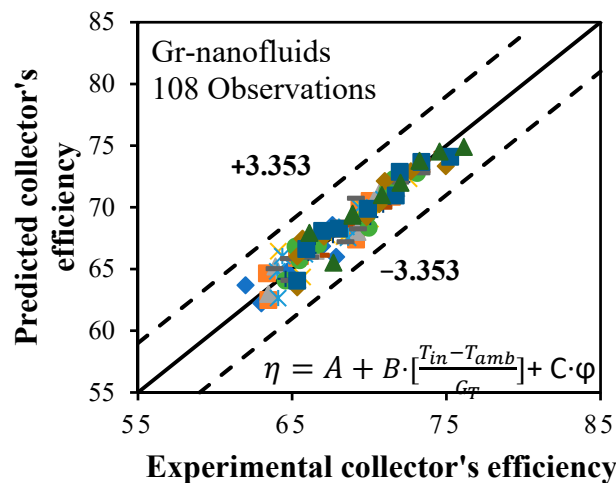 Predicted collector's
efficiency
85
80
75
70
65
60
55
Gr-nanofluids
108 Observations
+3.353
−3.353
η = A + B·[T_in−T_amb / G_T] + C·φ
55
65
75
85
Experimental collector's efficiency